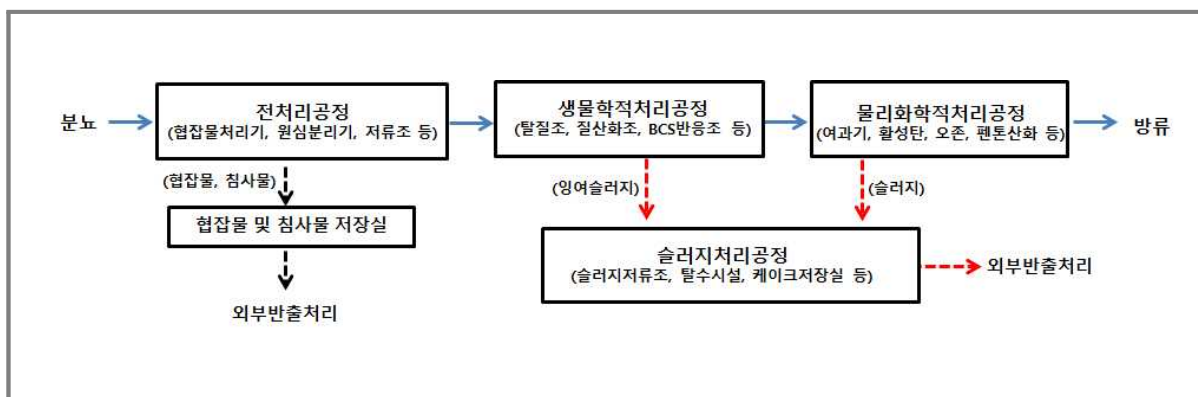 분뇨
전처리공정
(협잡물처리기, 원심분리기, 저류조 등)
생물학적처리공정
(탈질조, 질산화조, BCS반응조 등)
물리화학적처리공정
(여과기, 활성탄, 오존, 펜톤산화 등)
방류
(협잡물, 침사물)
(잉여슬러지)
(슬러지)
협잡물 및 침사물 저장실
슬러지처리공정
(슬러지저류조, 탈수시설, 케이크저장실 등)
외부반출처리
외부반출처리